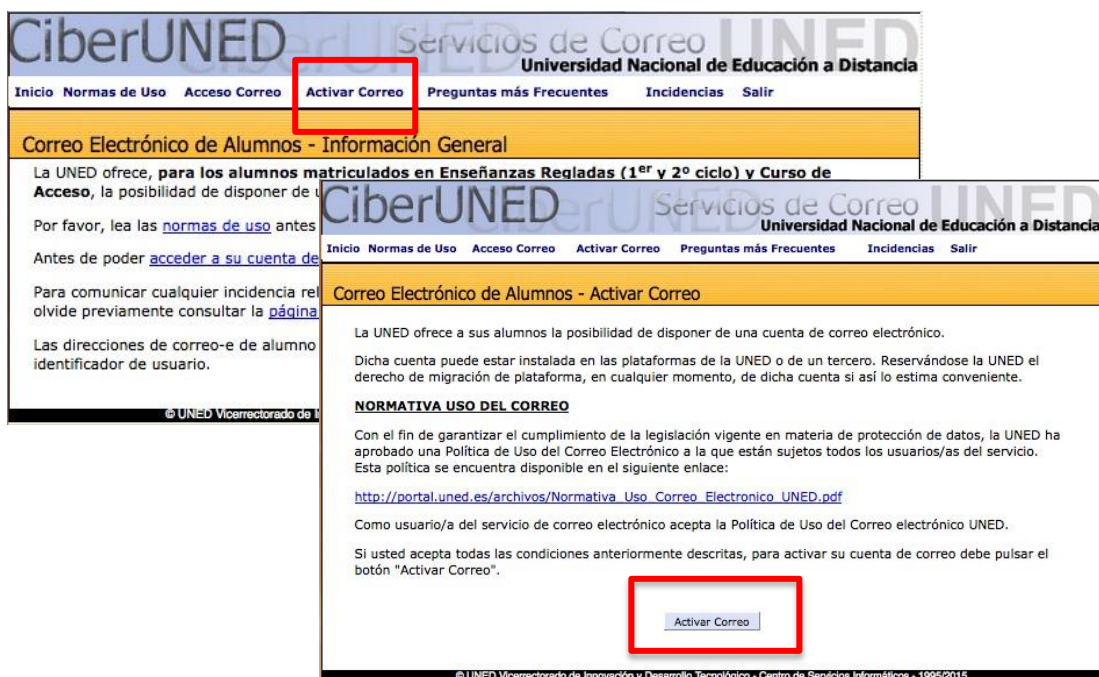 CiberUNED
Servicios de Correo UNED
Universidad Nacional de Educación a Distancia
Inicio Normas de Uso Acceso Correo Activar Correo Preguntas más Frecuentes Incidencias Salir
Correo Electrónico de Alumnos - Información General
La UNED ofrece, para los alumnos matriculados en Enseñanzas Regladas (1er y 2º ciclo) y Curso de
Acceso, la posibilidad de disponer de
Por favor, lea las normas de uso antes
Antes de poder acceder a su cuenta de
Para comunicar cualquier incidencia
olvide previamente consultar la página
Las direcciones de correo-e de alumno
identificador de usuario.
© UNED Vicerrectorado de
CiberUNED
Servicios de Correo UNED
Universidad Nacional de Educación a Distancia
Inicio Normas de Uso Acceso Correo Activar Correo Preguntas más Frecuentes Incidencias Salir
Correo Electrónico de Alumnos - Activar Correo
La UNED ofrece a sus alumnos la posibilidad de disponer de una cuenta de correo electrónico.
Dicha cuenta puede estar instalada en las plataformas de la UNED o de un tercero. Reservándose la UNED el
derecho de migración de plataforma, en cualquier momento, de dicha cuenta si así lo estima conveniente.
NORMATIVA USO DEL CORREO
Con el fin de garantizar el cumplimiento de la legislación vigente en materia de protección de datos, la UNED ha
aprobado una Política de Uso del Correo Electrónico a la que están sujetos todos los usuarios/as del servicio.
Esta política se encuentra disponible en el siguiente enlace:
http://portal.uned.es/archivos/Normativa_Uso_Correo_Electronico_UNED.pdf
Como usuario/a del servicio de correo electrónico acepta la Política de Uso del Correo electrónico UNED.
Si usted acepta todas las condiciones anteriormente descritas, para activar su cuenta de correo debe pulsar el
botón "Activar Correo".
Activar Correo
© UNED Vicerrectorado de Innovación y Desarrollo Tecnológico - Centro de Servicios Informáticos - 1995/2015